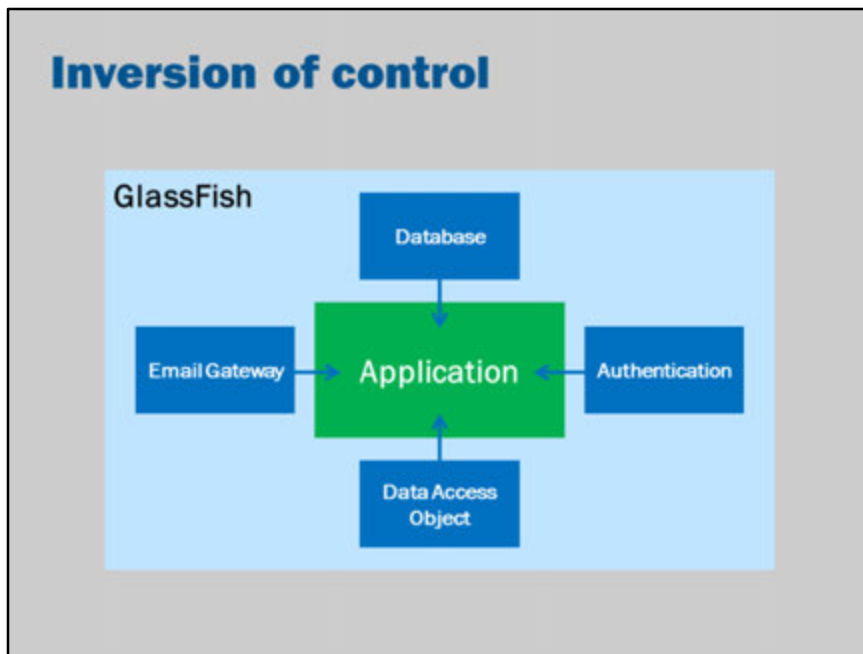 Inversion of control
GlassFish
Database
Email Gateway
Application
Authentication
Data Access
Object